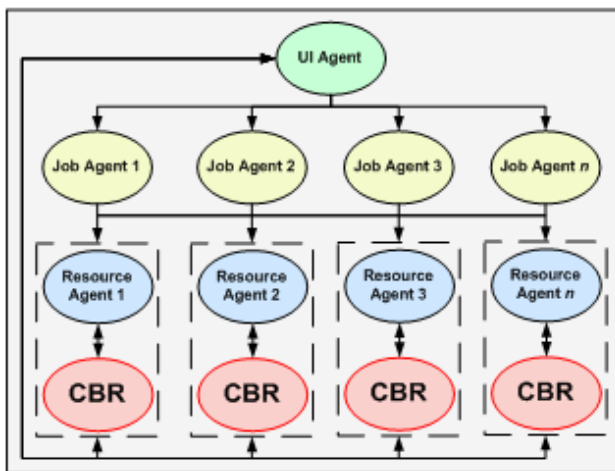 UI Agent
Job Agent 1
Job Agent 2
Job Agent 3
Job Agent n
Resource
Agent 1
Resource
Agent 2
Resource
Agent 3
Resource
Agent n
CBR
CBR
CBR
CBR